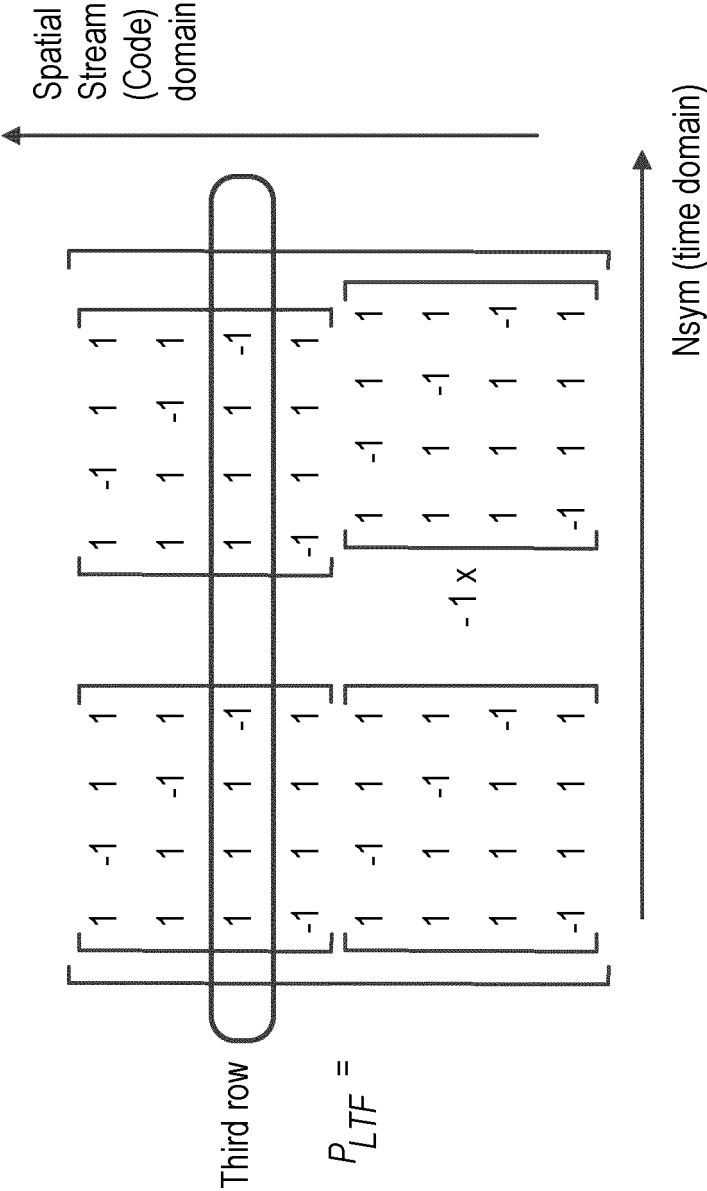 Spatial
Stream
(Code)
domain
1 -1 1 1 1 -1 1 1
1 1 -1 1 1 1 -1 1
Third row 1 1 1 -1 1 1 1 -1
-1 1 1 1 -1 1 1 1
PLTF =
1 -1 1 1 1 -1 1 1
1 1 -1 1 - 1 x 1 1 -1 1
1 1 1 -1 1 1 1 -1
-1 1 1 1 -1 1 1 1
Nsym (time domain)